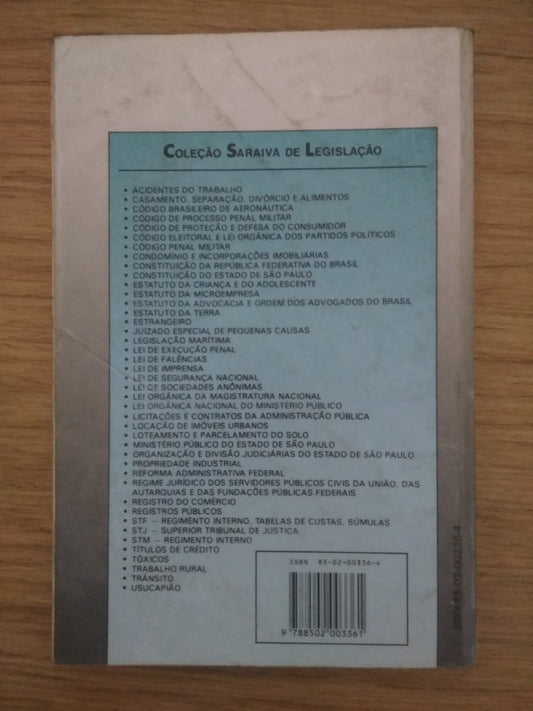 COLEÇÃO SARAIVA DE LEGISLAÇÃO
• ACIDENTES DO TRABALHO
• CASAMENTO, SEPARAÇÃO, DIVÓRCIO E ALIMENTOS
• CÓDIGO BRASILEIRO DE AERONÁUTICA
• CÓDIGO DE PROCESSO PENAL MILITAR
• CÓDIGO DE PROTEÇÃO E DEFESA DO CONSUMIDOR
• CÓDIGO ELEITORAL E LEI ORGÂNICA DOS PARTIDOS POLÍTICOS
• CÓDIGO PENAL MILITAR
• CONDOMÍNIO E INCORPORAÇÕES IMOBILIÁRIAS
• CONSTITUIÇÃO DA REPÚBLICA FEDERATIVA DO BRASIL
• CONSTITUIÇÃO DO ESTADO DE SÃO PAULO
• ESTATUTO DA CRIANÇA E DO ADOLESCENTE
• ESTATUTO DA MICROEMPRESA
• ESTATUTO DA ADVOCACIA E ORDEM DOS ADVOGADOS DO BRASIL
• ESTATUTO DA TERRA
• ESTRANGEIRO
• JUIZADO ESPECIAL DE PEQUENAS CAUSAS
• LEGISLAÇÃO MARÍTIMA
• LEI DE EXECUÇÃO PENAL
• LEI DE FALÊNCIAS
• LEI DE IMPRENSA
• LEI DE SEGURANÇA NACIONAL
• LEI DE SOCIEDADES ANÔNIMAS
• LEI ORGÂNICA DA MAGISTRATURA NACIONAL
• LEI ORGÂNICA NACIONAL DO MINISTÉRIO PÚBLICO
• LICITAÇÕES E CONTRATOS DA ADMINISTRAÇÃO PÚBLICA
• LOCAÇÃO DE IMÓVEIS URBANOS
• LOTEAMENTO E PARCELAMENTO DO SOLO
• MINISTÉRIO PÚBLICO DO ESTADO DE SÃO PAULO
• ORGANIZAÇÃO E DIVISÃO JUDICIÁRIAS DO ESTADO DE SÃO PAULO
• PROPRIEDADE INDUSTRIAL
• REFORMA ADMINISTRATIVA FEDERAL
• REGIME JURÍDICO DOS SERVIDORES PÚBLICOS CIVIS DA UNIÃO, DAS
AUTARQUIAS E DAS FUNDAÇÕES PÚBLICAS FEDERAIS
• REGISTRO DO COMÉRCIO
• REGISTROS PÚBLICOS
• STF – REGIMENTO INTERNO, TABELAS DE CUSTAS, SÚMULAS
• STJ – SUPERIOR TRIBUNAL DE JUSTIÇA
• STM – REGIMENTO INTERNO
• TÍTULOS DE CRÉDITO
• TÓXICOS
• TRABALHO RURAL
• TRÂNSITO
• USUCAPIÃO
ISBN 85-02-00336-4
9 788502 003361
ISBN 85-02-00336-4